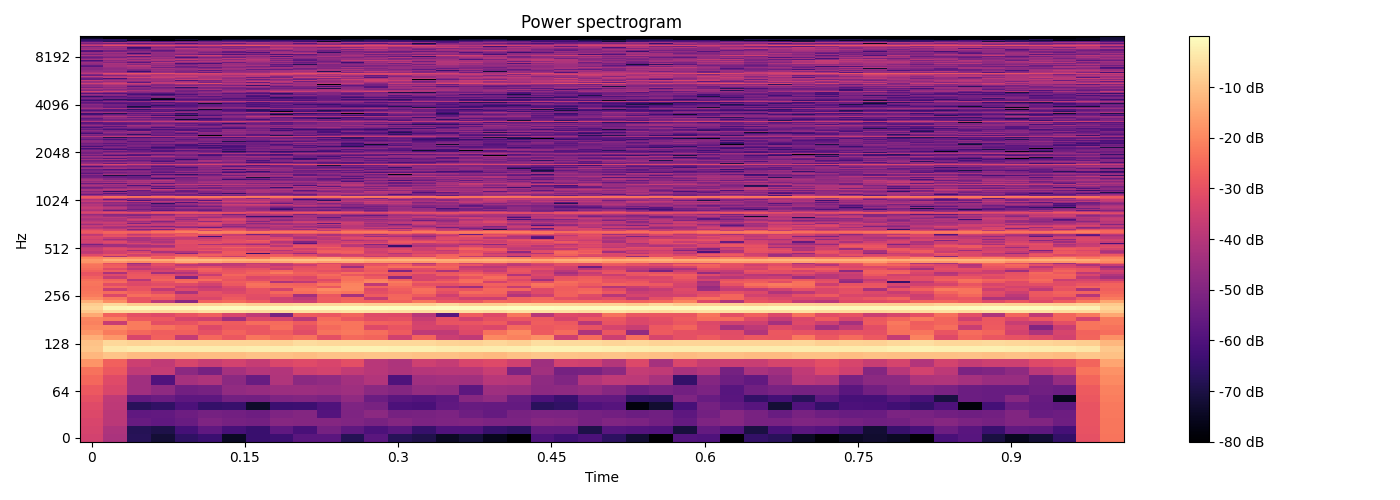 Power spectrogram
Hz
8192
4096
2048
1024
512
256
128
64
0
0 0.15 0.3 0.45 0.6 0.75 0.9
Time
-10 dB
-20 dB
-30 dB
-40 dB
-50 dB
-60 dB
-70 dB
-80 dB